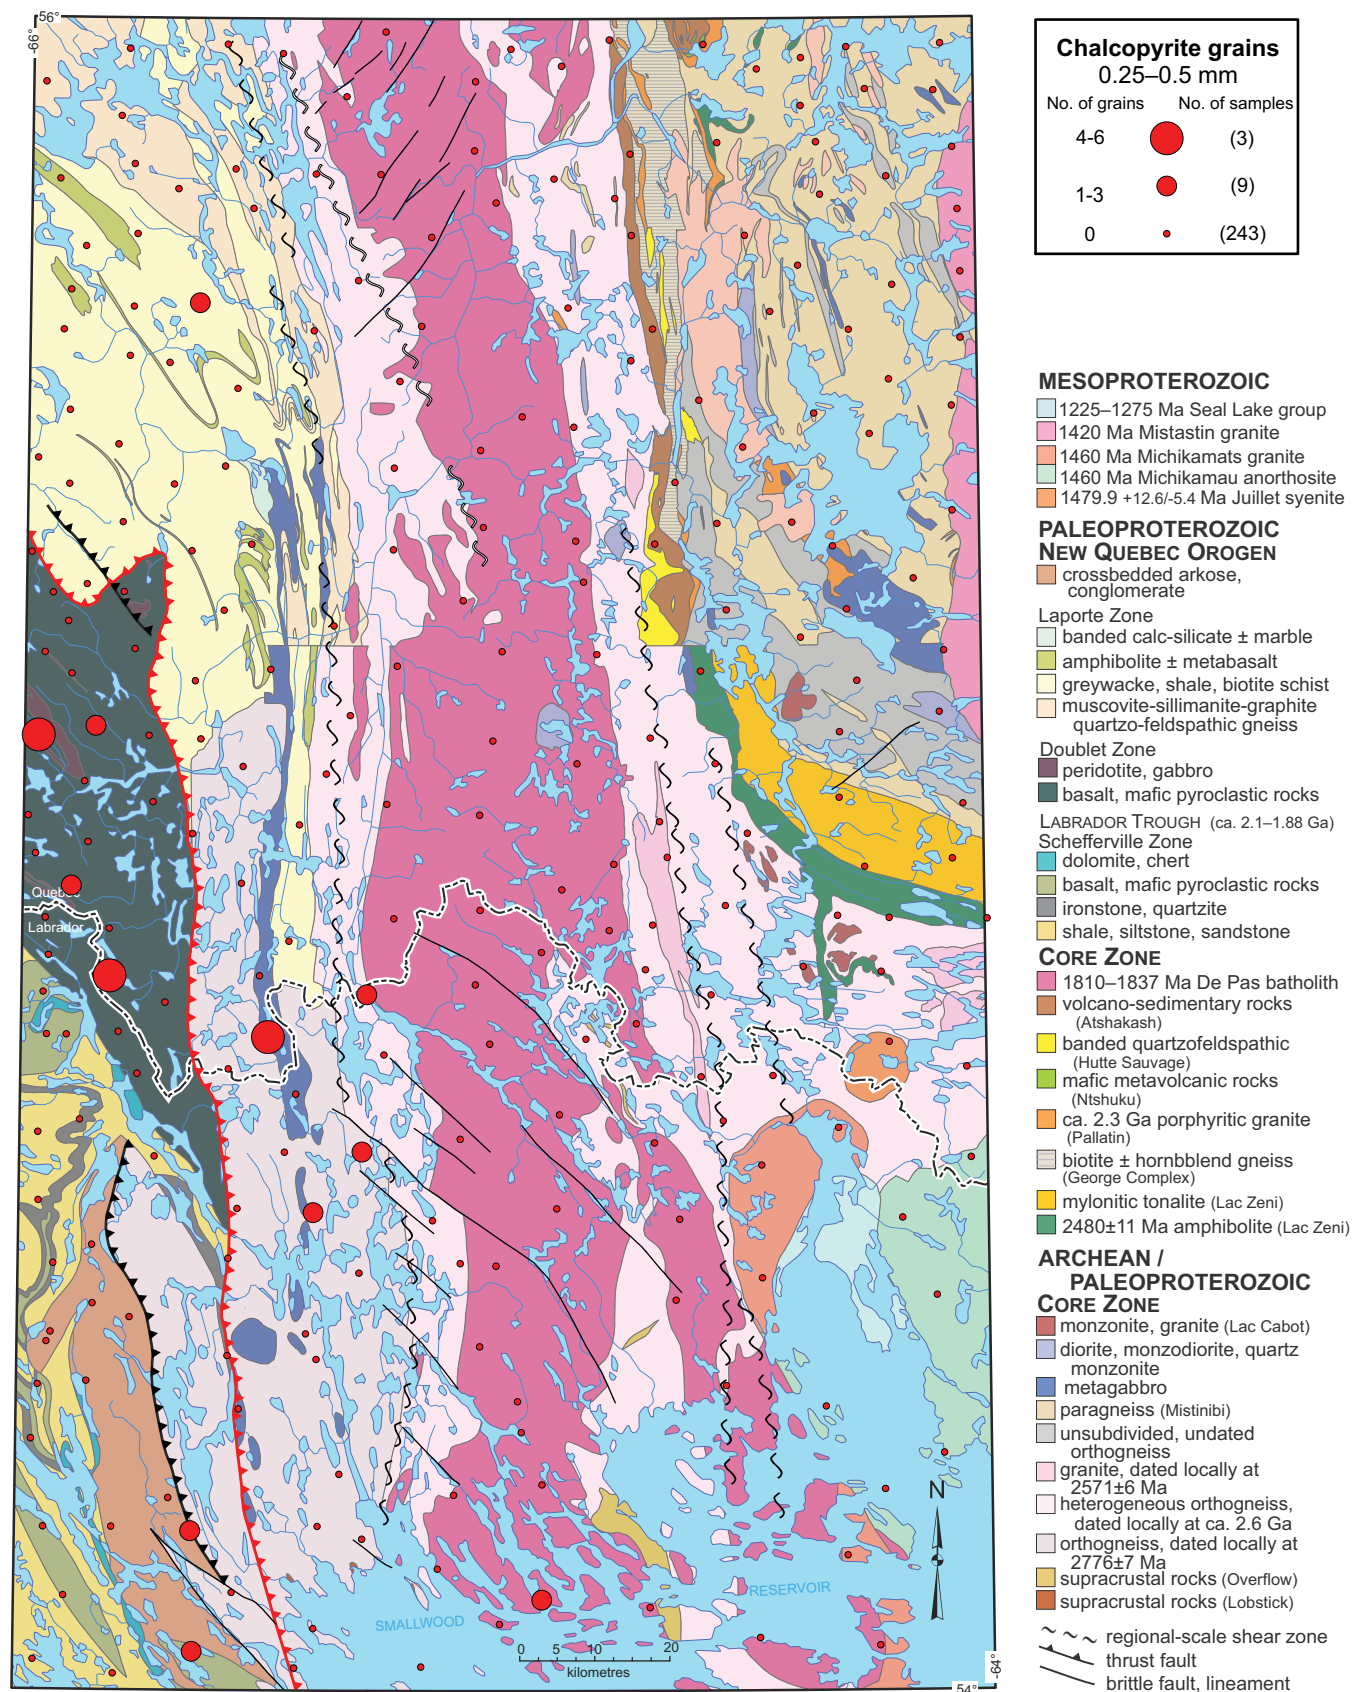 56°
-66°
Quebec
Labrador
SMALLWOOD
RESERVOIR
N
0 5 10 20
kilometres
54°
-64°
Chalcopyrite grains
0.25–0.5 mm
No. of grains No. of samples
4-6 (3)
1-3 (9)
0 (243)
MESOPROTEROZOIC
1225–1275 Ma Seal Lake group
1420 Ma Mistastin granite
1460 Ma Michikamats granite
1460 Ma Michikamau anorthosite
1479.9 +12.6/-5.4 Ma Juillet syenite
PALEOPROTEROZOIC
NEW QUEBEC OROGEN
crossbedded arkose,
conglomerate
Laporte Zone
banded calc-silicate ± marble
amphibolite ± metabasalt
greywacke, shale, biotite schist
muscovite-sillimanite-graphite
quartzo-feldspathic gneiss
Doublet Zone
peridotite, gabbro
basalt, mafic pyroclastic rocks
LABRADOR TROUGH (ca. 2.1–1.88 Ga)
Schefferville Zone
dolomite, chert
basalt, mafic pyroclastic rocks
ironstone, quartzite
shale, siltstone, sandstone
CORE ZONE
1810–1837 Ma De Pas batholith
volcano-sedimentary rocks
(Atshakash)
banded quartzofeldspathic
(Hutte Sauvage)
mafic metavolcanic rocks
(Ntshuku)
ca. 2.3 Ga porphyritic granite
(Pallatin)
biotite ± hornbblend gneiss
(George Complex)
mylonitic tonalite (Lac Zeni)
2480±11 Ma amphibolite (Lac Zeni)
ARCHEAN /
PALEOPROTEROZOIC
CORE ZONE
monzonite, granite (Lac Cabot)
diorite, monzodiorite, quartz
monzonite
metagabbro
paragneiss (Mistinibi)
unsubdivided, undated
orthogneiss
granite, dated locally at
2571±6 Ma
heterogeneous orthogneiss,
dated locally at ca. 2.6 Ga
orthogneiss, dated locally at
2776±7 Ma
supracrustal rocks (Overflow)
supracrustal rocks (Lobstick)
regional-scale shear zone
thrust fault
brittle fault, lineament